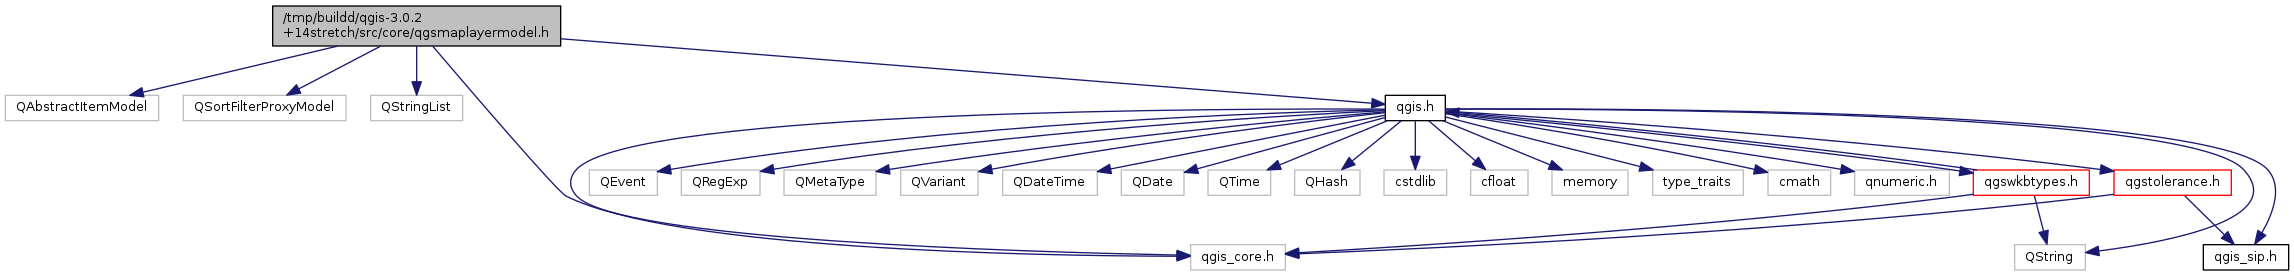 /tmp/buildd/qgis-3.0.2
+14stretch/src/core/qgsmaplayermodel.h
QAbstractItemModel
QSortFilterProxyModel
QStringList
qgis.h
QEvent
QRegExp
QMetaType
QVariant
QDateTime
QDate
QTime
QHash
cstdlib
cfloat
memory
type_traits
cmath
qnumeric.h
qgswkbtypes.h
qgstolerance.h
qgis_core.h
QString
qgis_sip.h